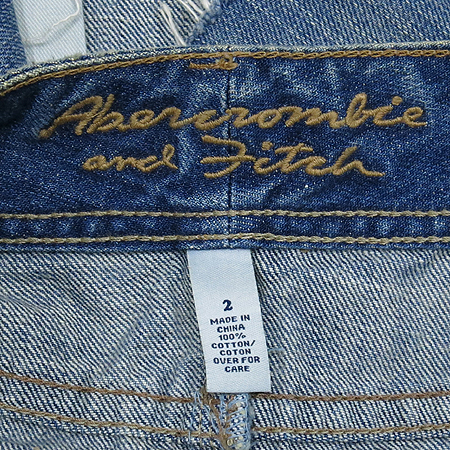 Abercrombie
and Fitch
2
MADE IN
CHINA
100%
COTTON/
COTON
OVER FOR
CARE